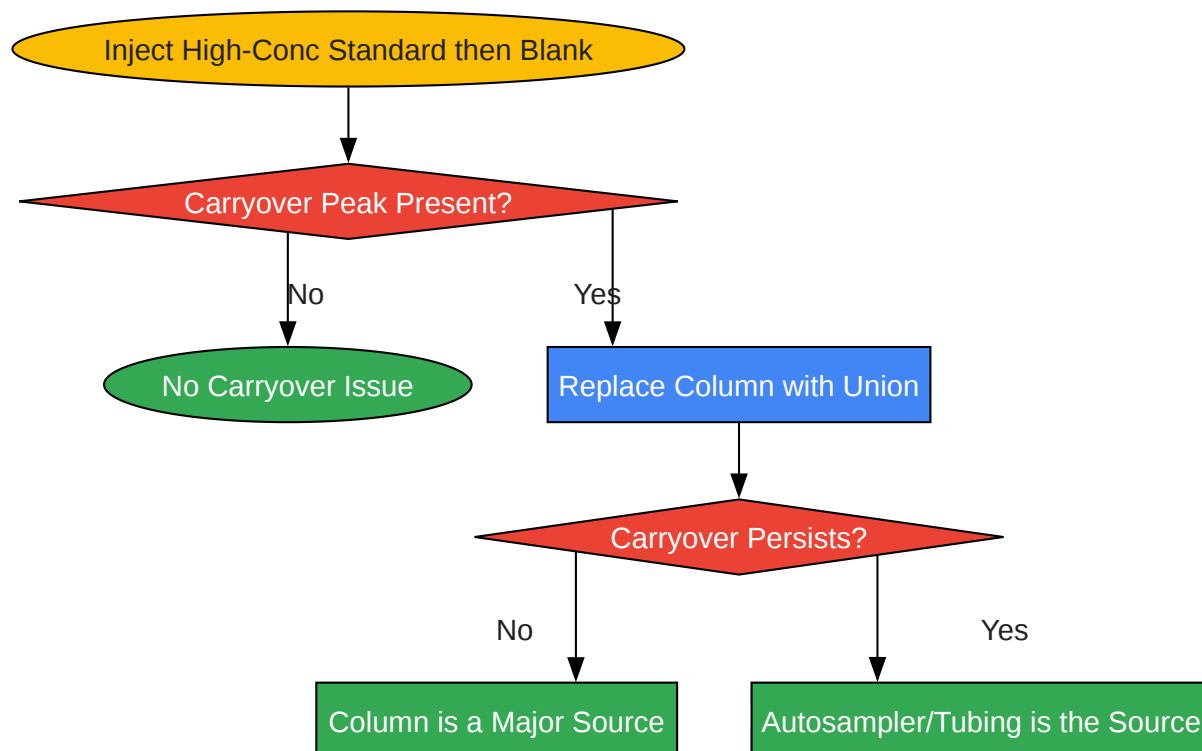 Inject High-Conc Standard then Blank
Carryover Peak Present?
No
Yes
No Carryover Issue
Replace Column with Union
Carryover Persists?
No
Yes
Column is a Major Source
Autosampler/Tubing is the Source